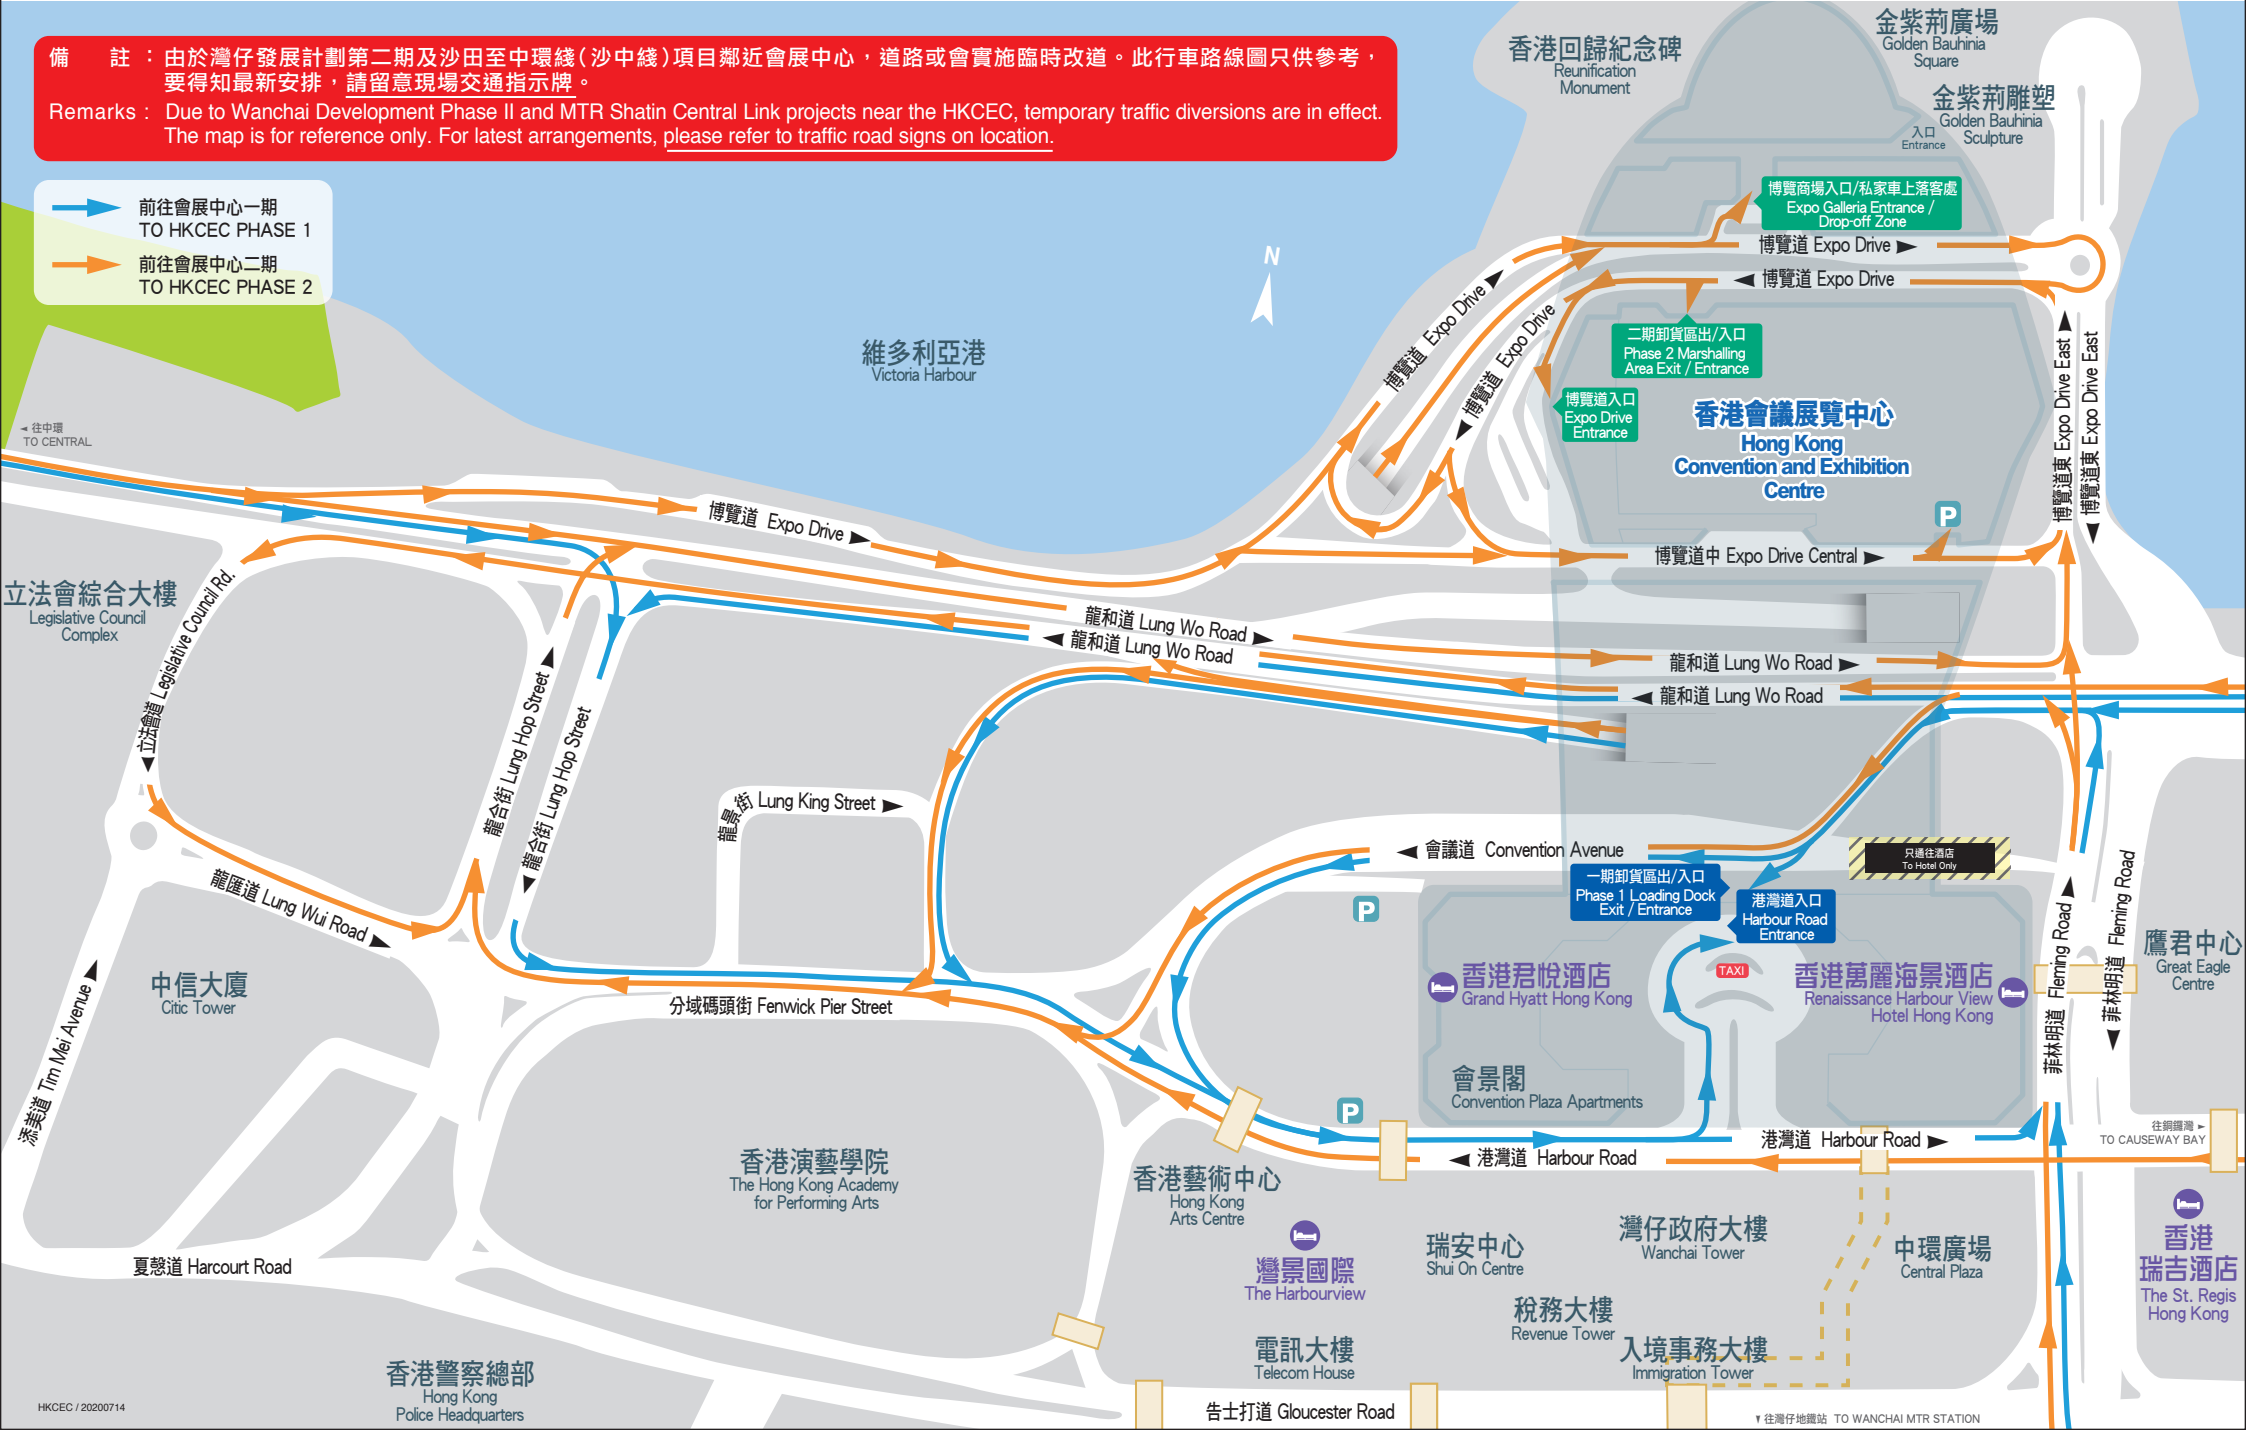 備　　註：由於灣仔發展計劃第二期及沙田至中環綫(沙中綫)項目鄰近會展中心，道路或會實施臨時改道。此行車路線圖只供參考，
要得知最新安排，請留意現場交通指示牌。
Remarks : Due to Wanchai Development Phase II and MTR Shatin Central Link projects near the HKCEC, temporary traffic diversions are in effect.
The map is for reference only. For latest arrangements, please refer to traffic road signs on location.
前往會展中心一期
TO HKCEC PHASE 1
前往會展中心二期
TO HKCEC PHASE 2
香港回歸紀念碑
Reunification
Monument
金紫荊廣場
Golden Bauhinia
Square
金紫荊雕塑
Golden Bauhinia
Sculpture
入口
Entrance
博覽商場入口/私家車上落客處
Expo Galleria Entrance /
Drop-off Zone
博覽道 Expo Drive
博覽道 Expo Drive
N
維多利亞港
Victoria Harbour
博覽道 Expo Drive
博覽道 Expo Drive
二期卸貨區出/入口
Phase 2 Marshalling
Area Exit / Entrance
博覽道入口
Expo Drive
Entrance
香港會議展覽中心
Hong Kong
Convention and Exhibition
Centre
博覽道東 Expo Drive East
博覽道東 Expo Drive East
往中環
TO CENTRAL
博覽道 Expo Drive
P
博覽道中 Expo Drive Central
立法會綜合大樓
Legislative Council
Complex
立法會道 Legislative Council Rd.
龍和道 Lung Wo Road
龍和道 Lung Wo Road
龍和道 Lung Wo Road
龍和道 Lung Wo Road
龍合街 Lung Hop Street
龍合街 Lung Hop Street
龍景街 Lung King Street
會議道 Convention Avenue
只通往酒店
To Hotel Only
一期卸貨區出/入口
Phase 1 Loading Dock
Exit / Entrance
港灣道入口
Harbour Road
Entrance
P
龍匯道 Lung Wui Road
中信大廈
Citic Tower
添美道 Tim Mei Avenue
分域碼頭街 Fenwick Pier Street
香港君悅酒店
Grand Hyatt Hong Kong
TAXI
香港萬麗海景酒店
Renaissance Harbour View
Hotel Hong Kong
菲林明道 Fleming Road
菲林明道 Fleming Road
鷹君中心
Great Eagle
Centre
會景閣
Convention Plaza Apartments
P
港灣道 Harbour Road
港灣道 Harbour Road
往銅鑼灣
TO CAUSEWAY BAY
香港演藝學院
The Hong Kong Academy
for Performing Arts
香港藝術中心
Hong Kong
Arts Centre
灣景國際
The Harbourview
瑞安中心
Shui On Centre
灣仔政府大樓
Wanchai Tower
中環廣場
Central Plaza
香港
瑞吉酒店
The St. Regis
Hong Kong
夏慤道 Harcourt Road
稅務大樓
Revenue Tower
電訊大樓
Telecom House
入境事務大樓
Immigration Tower
香港警察總部
Hong Kong
Police Headquarters
HKCEC / 20200714
告士打道 Gloucester Road
往灣仔地鐵站 TO WANCHAI MTR STATION